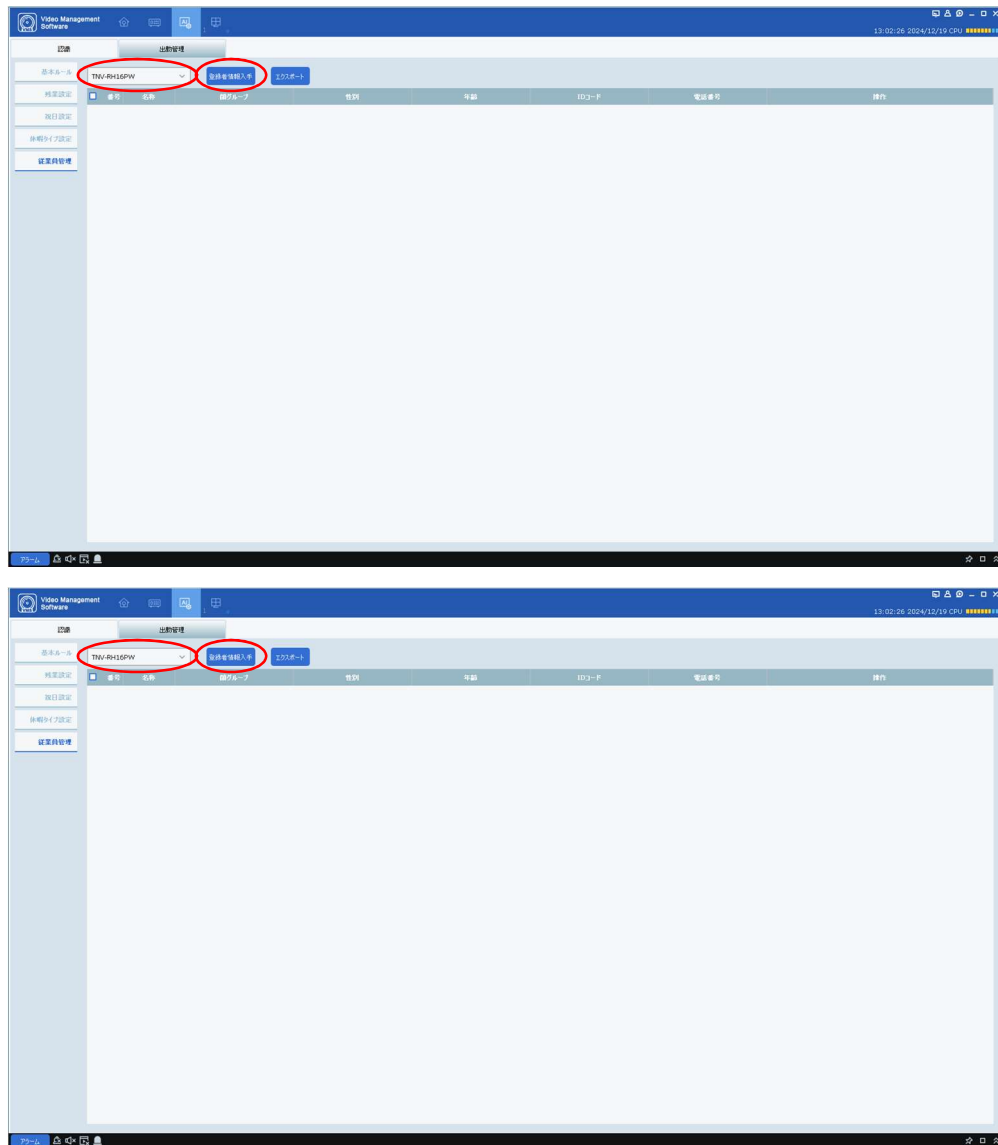 Video Management
Software
13:02:26 2024/12/19 CPU
認識 出勤管理
基本ルール TNV-RH16PW 登録者情報入手 エクスポート
残業設定 番号 名称 顔グループ 性別 年齢 IDコード 電話番号 操作
祝日設定
休暇タイプ設定
従業員管理
アラーム
Video Management
Software
13:02:26 2024/12/19 CPU
認識 出勤管理
基本ルール TNV-RH16PW 登録者情報入手 エクスポート
残業設定 番号 名称 顔グループ 性別 年齢 IDコード 電話番号 操作
祝日設定
休暇タイプ設定
従業員管理
アラーム